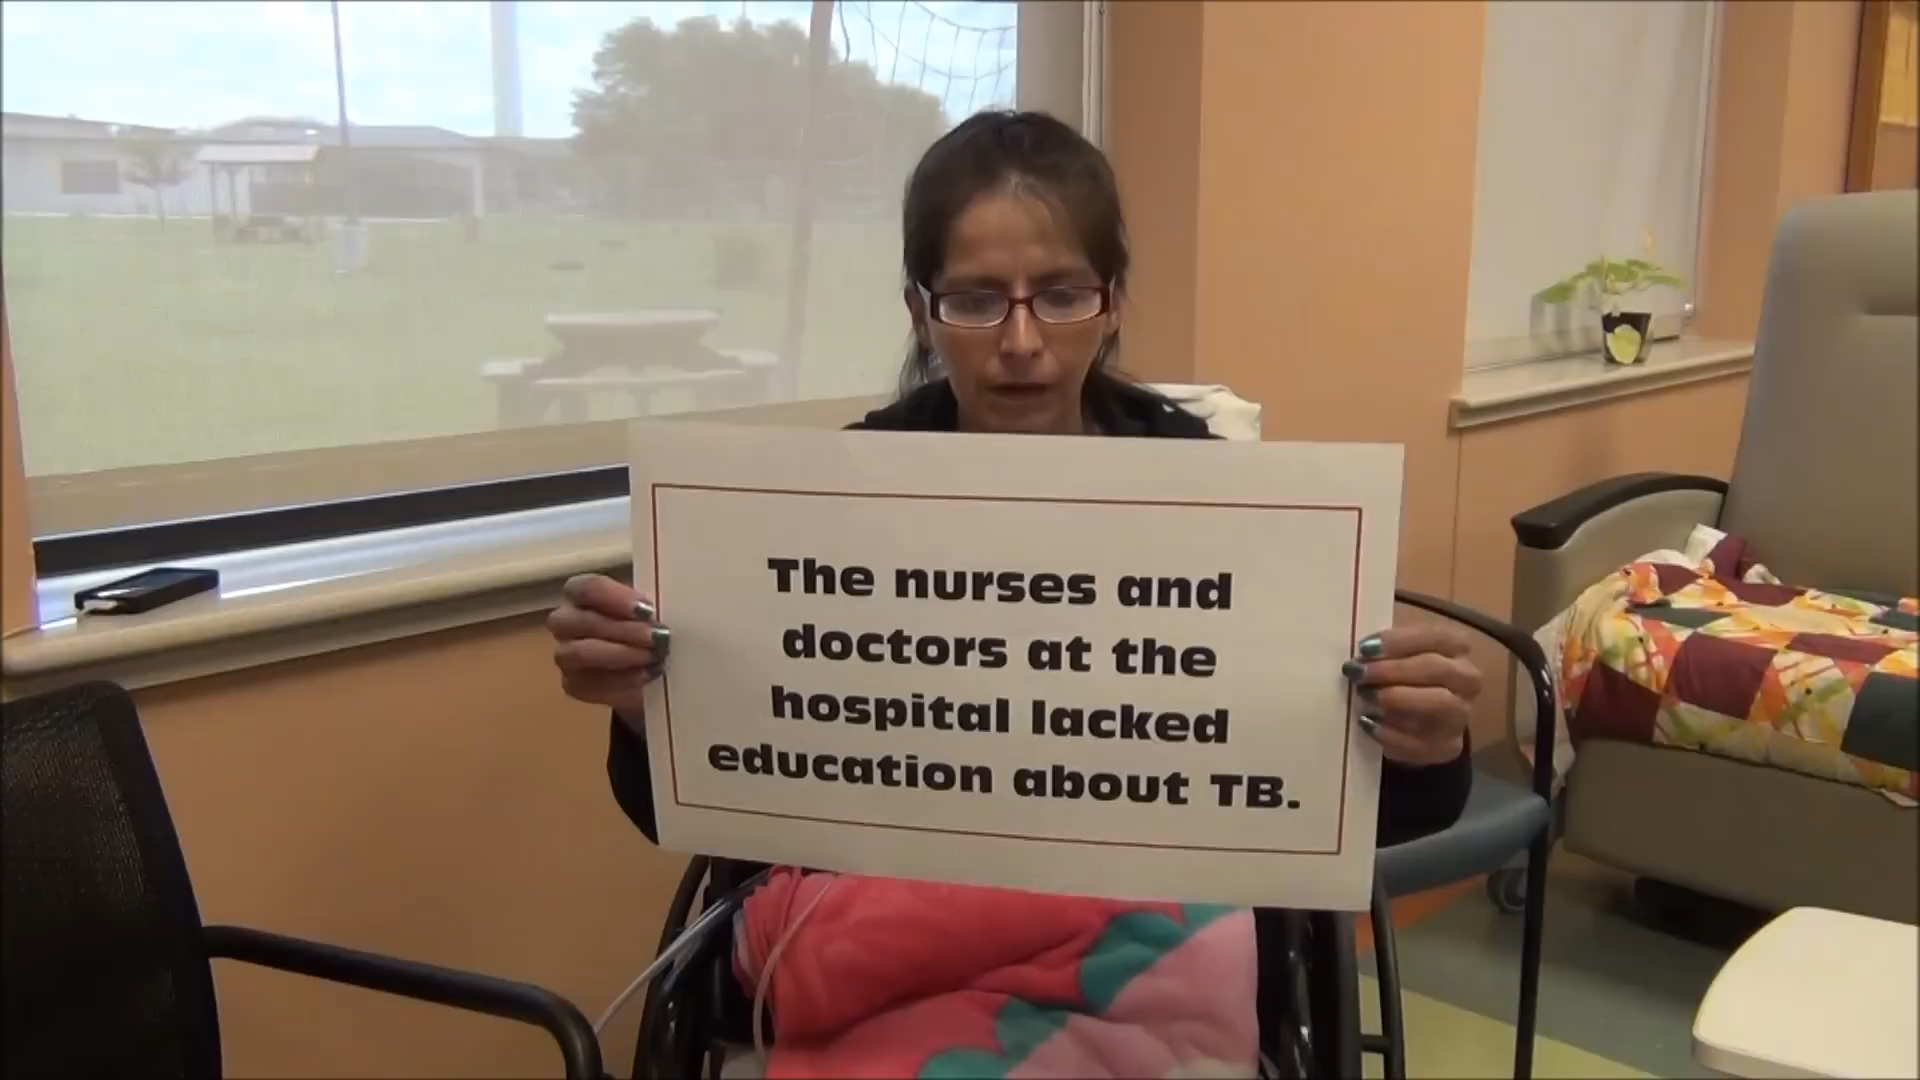 The nurses and
doctors at the
hospital lacked
education about TB.